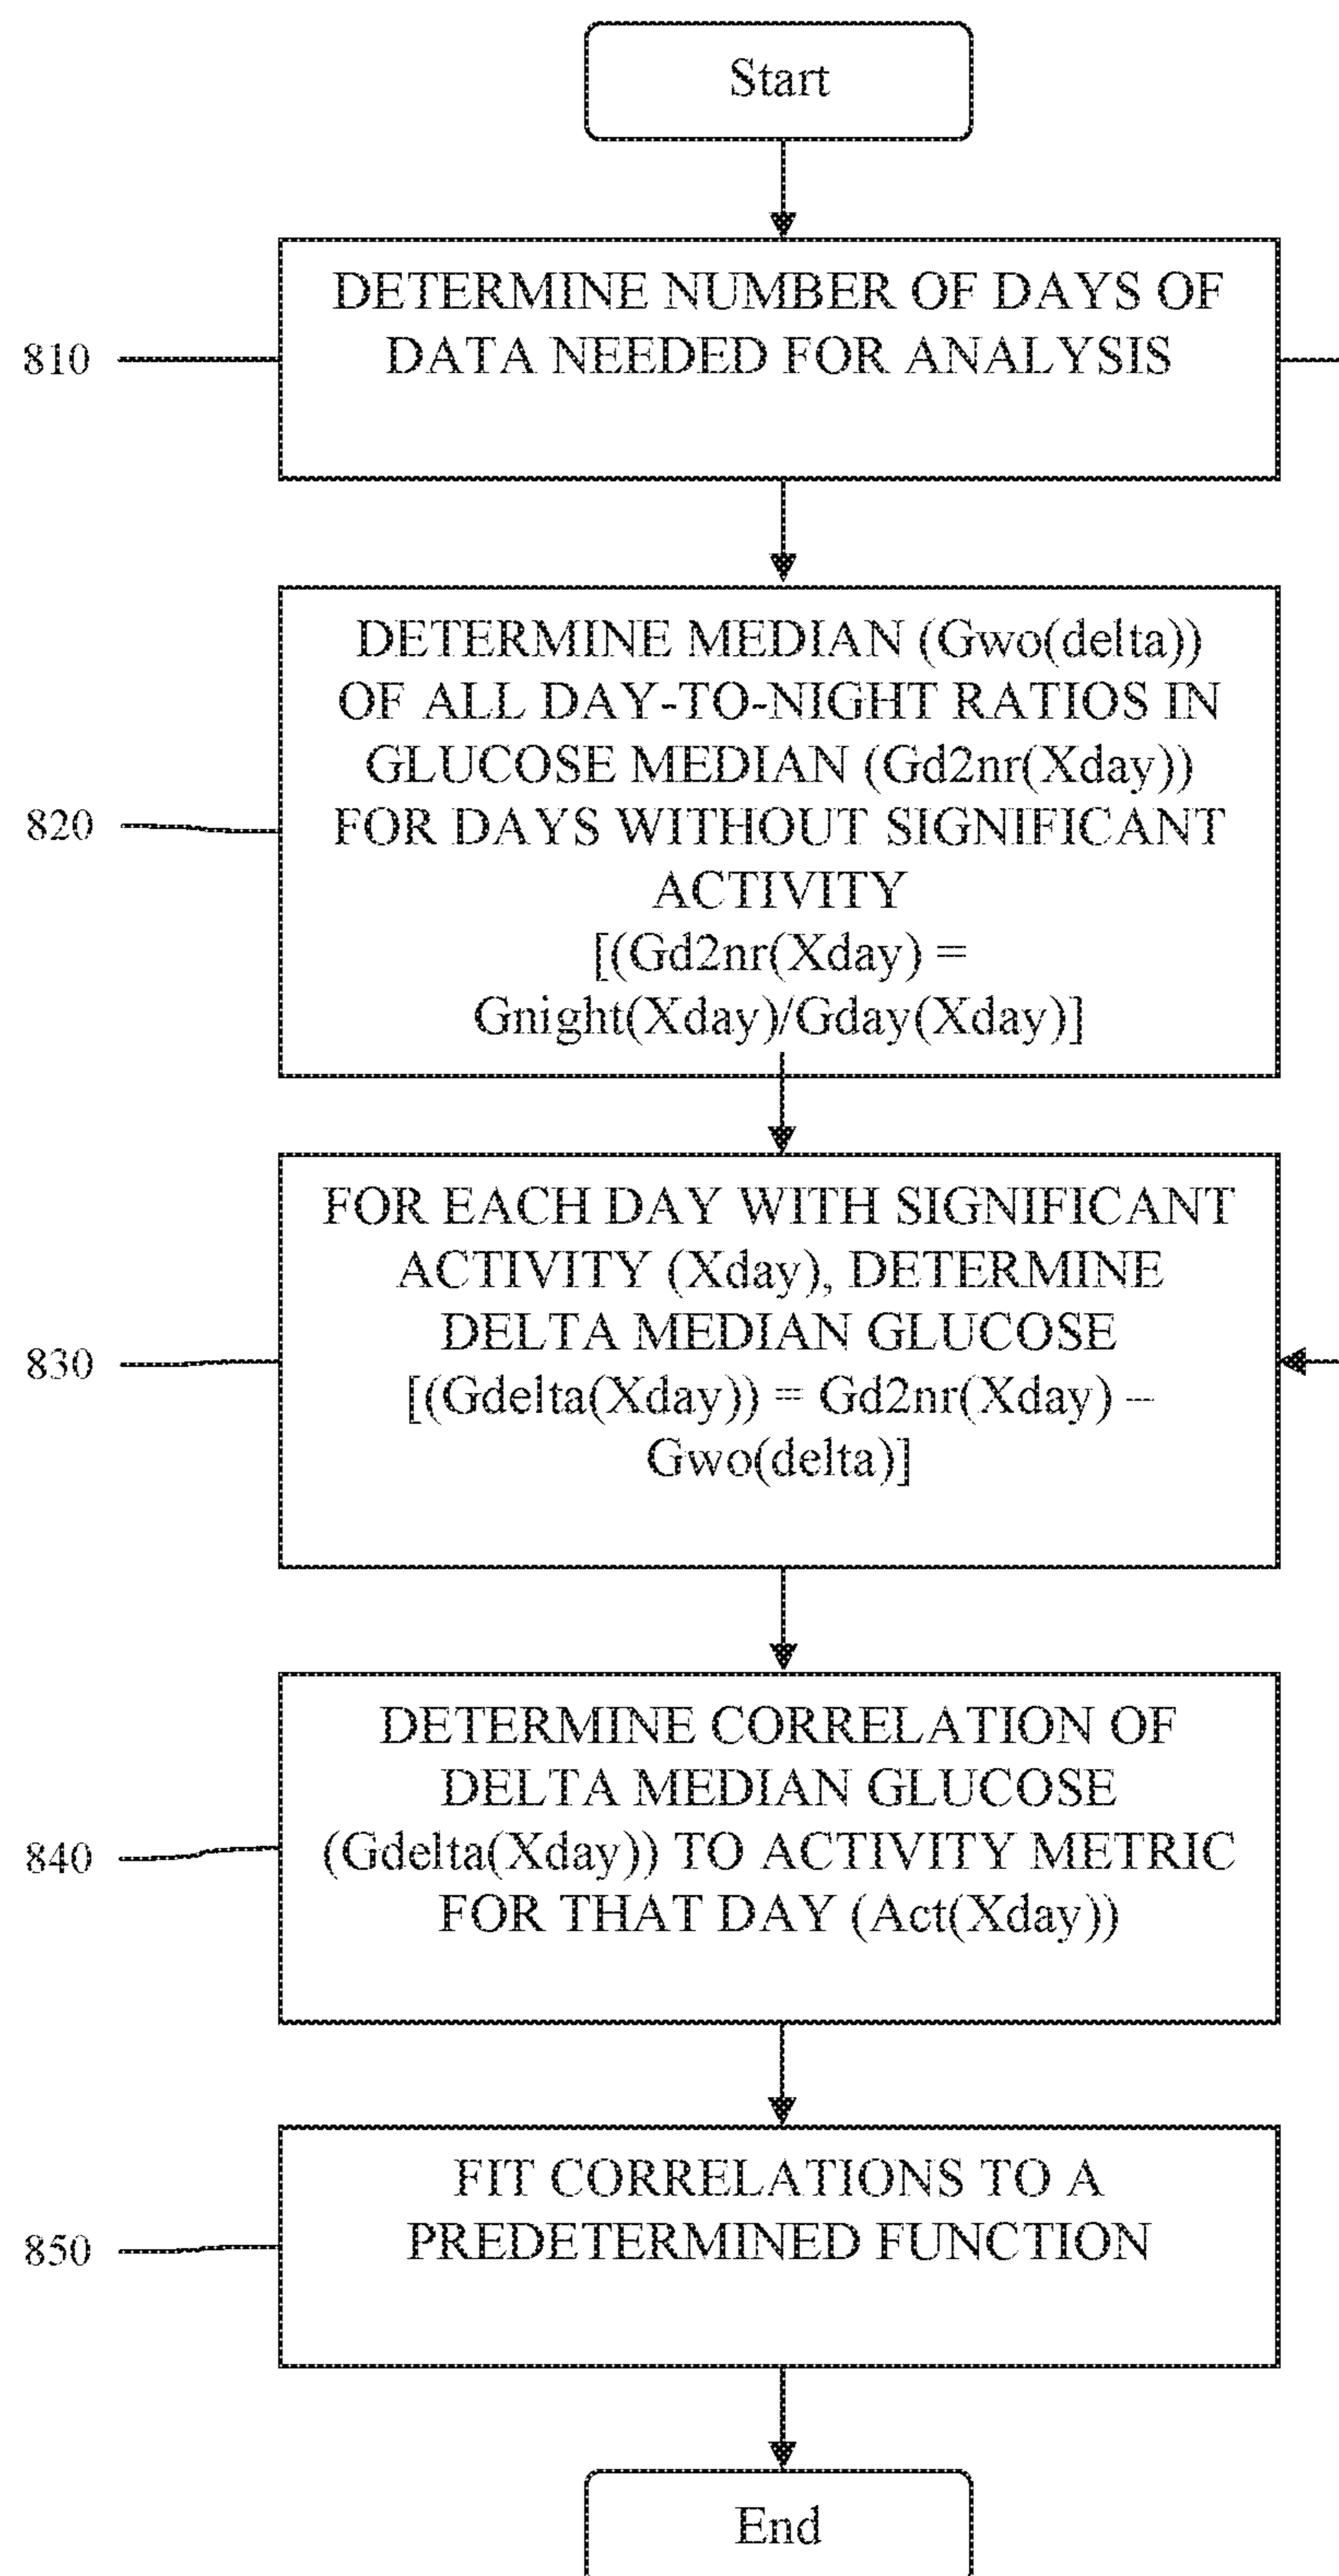 Start
DETERMINE NUMBER OF DAYS OF
DATA NEEDED FOR ANALYSIS
810
DETERMINE MEDIAN (Gwo(delta))
OF ALL DAY-TO-NIGHT RATIOS IN
GLUCOSE MEDIAN (Gd2nr(Xday))
FOR DAYS WITHOUT SIGNIFICANT
ACTIVITY
[(Gd2nr(Xday) =
Gnight(Xday)/Gday(Xday)]
820
FOR EACH DAY WITH SIGNIFICANT
ACTIVITY (Xday), DETERMINE
DELTA MEDIAN GLUCOSE
[(Gdelta(Xday)) = Gd2nr(Xday) –
Gwo(delta)]
830
DETERMINE CORRELATION OF
DELTA MEDIAN GLUCOSE
(Gdelta(Xday)) TO ACTIVITY METRIC
FOR THAT DAY (Act(Xday))
840
FIT CORRELATIONS TO A
PREDETERMINED FUNCTION
850
End